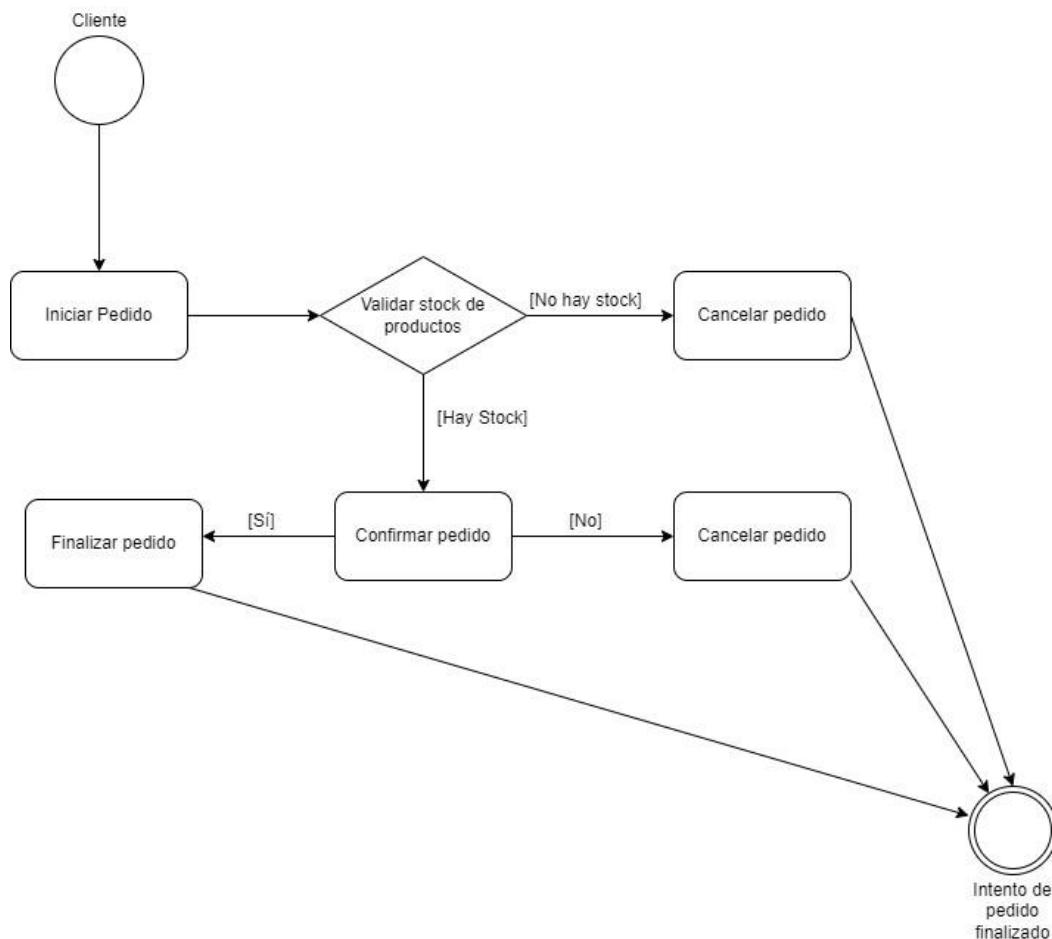 Cliente
Iniciar Pedido
Validar stock de
productos
[No hay stock]
Cancelar pedido
[Hay Stock]
Finalizar pedido
[Sí]
Confirmar pedido
[No]
Cancelar pedido
Intento de
pedido
finalizado